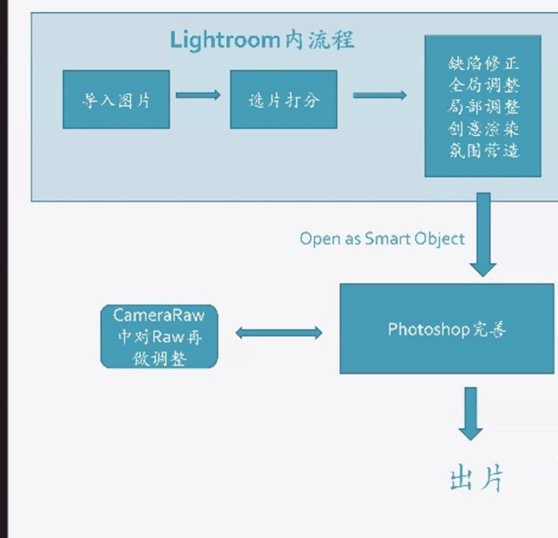 Lightroom内流程
导入图片
选片打分
缺陷修正
全局调整
局部调整
创意渲染
氛围营造
Open as Smart Object
CameraRaw
中对Raw再
做调整
Photoshop完善
出片